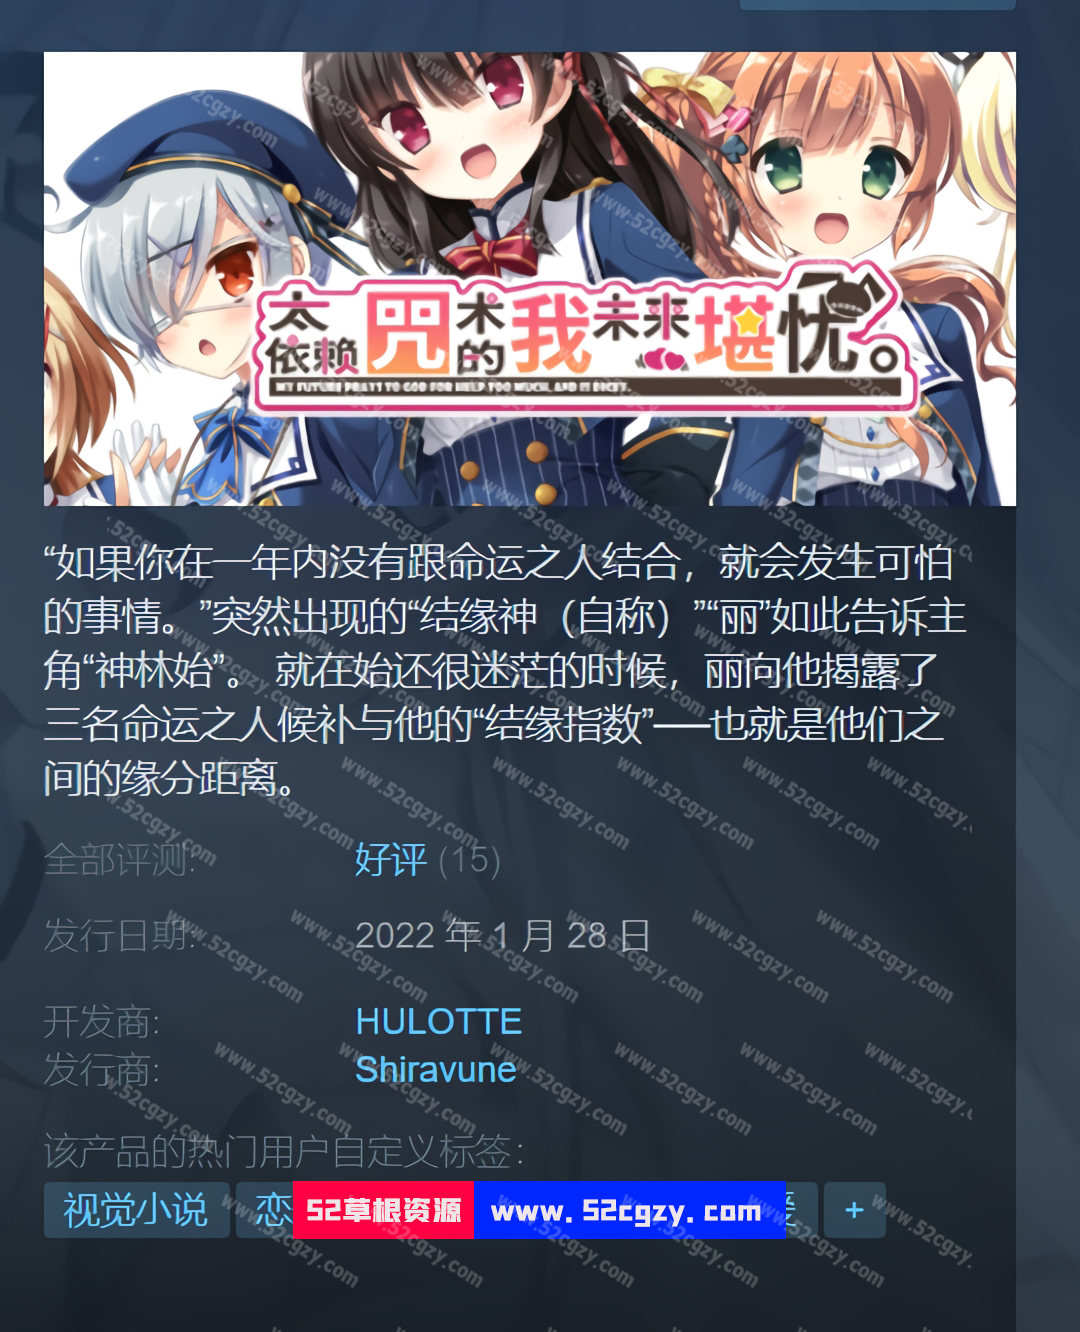 太依赖咒术的我未来堪忧。
MY FUTURE PRAYS TO GOD FOR HELP TOO MUCH, AND IS DICEY.
“如果你在一年内没有跟命运之人结合，就会发生可怕
的事情。”突然出现的“结缘神（自称）”“丽”如此告诉主
角“神林始”。 就在始还很迷茫的时候，丽向他揭露了
三名命运之人候补与他的“结缘指数”——也就是他们之
间的缘分距离。
全部评测: 好评 (15)
发行日期: 2022 年 1 月 28 日
开发商: HULOTTE
发行商: Shiravune
该产品的热门用户自定义标签:
视觉小说 恋 52草根资源 www.52cgzy.com +